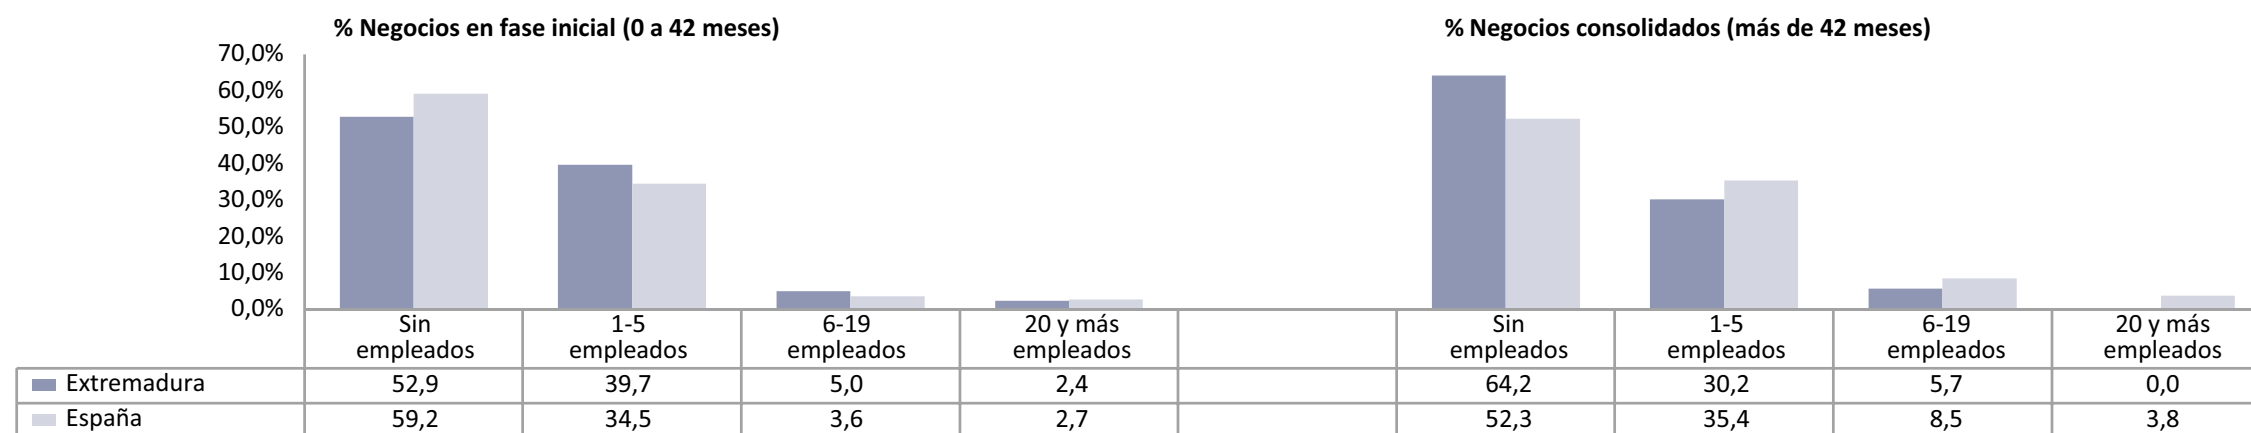 % Negocios en fase inicial (0 a 42 meses)
% Negocios consolidados (más de 42 meses)
70,0%
60,0%
50,0%
40,0%
30,0%
20,0%
10,0%
0,0%
Sin empleados 1-5 empleados 6-19 empleados 20 y más empleados Sin empleados 1-5 empleados 6-19 empleados 20 y más empleados
Extremadura 52,9 39,7 5,0 2,4 64,2 30,2 5,7 0,0
España 59,2 34,5 3,6 2,7 52,3 35,4 8,5 3,8